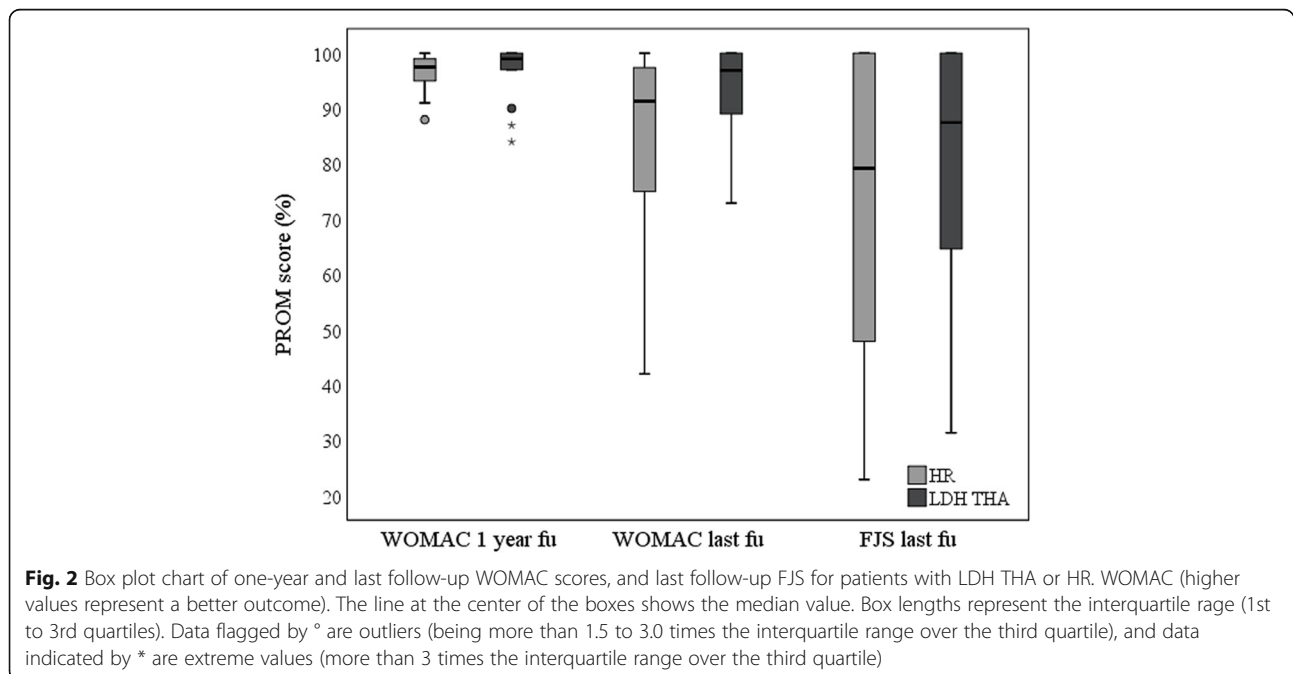 100
90
80
70
60
50
40
30
20
PROM score (%)
HR
LDH THA
WOMAC 1 year fu WOMAC last fu FJS last fu
Fig. 2 Box plot chart of one-year and last follow-up WOMAC scores, and last follow-up FJS for patients with LDH THA or HR. WOMAC (higher
values represent a better outcome). The line at the center of the boxes shows the median value. Box lengths represent the interquartile rage (1st
to 3rd quartiles). Data flagged by ° are outliers (being more than 1.5 to 3.0 times the interquartile range over the third quartile), and data
indicated by * are extreme values (more than 3 times the interquartile range over the third quartile)